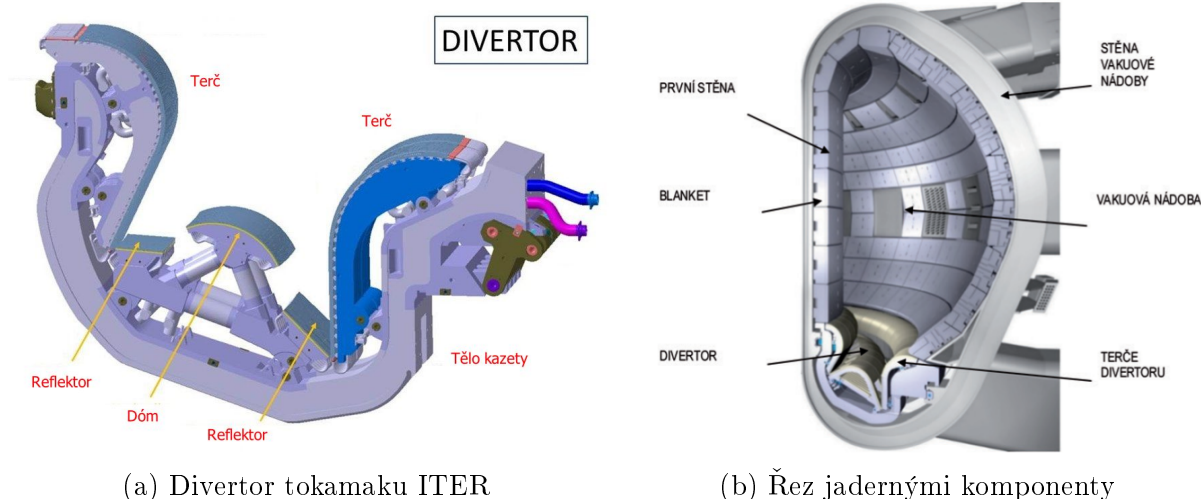 DIVERTOR
Terč
Terč
Reflektor
Dóm
Reflektor
Tělo kazety
(a) Divertor tokamaku ITER
PRVNÍ STĚNA
BLANKET
DIVERTOR
STĚNA
VAKUOVÉ
NÁDOBY
VAKUOVÁ NÁDOBA
TERČE
DIVERTORU
(b) Řez jadernými komponenty